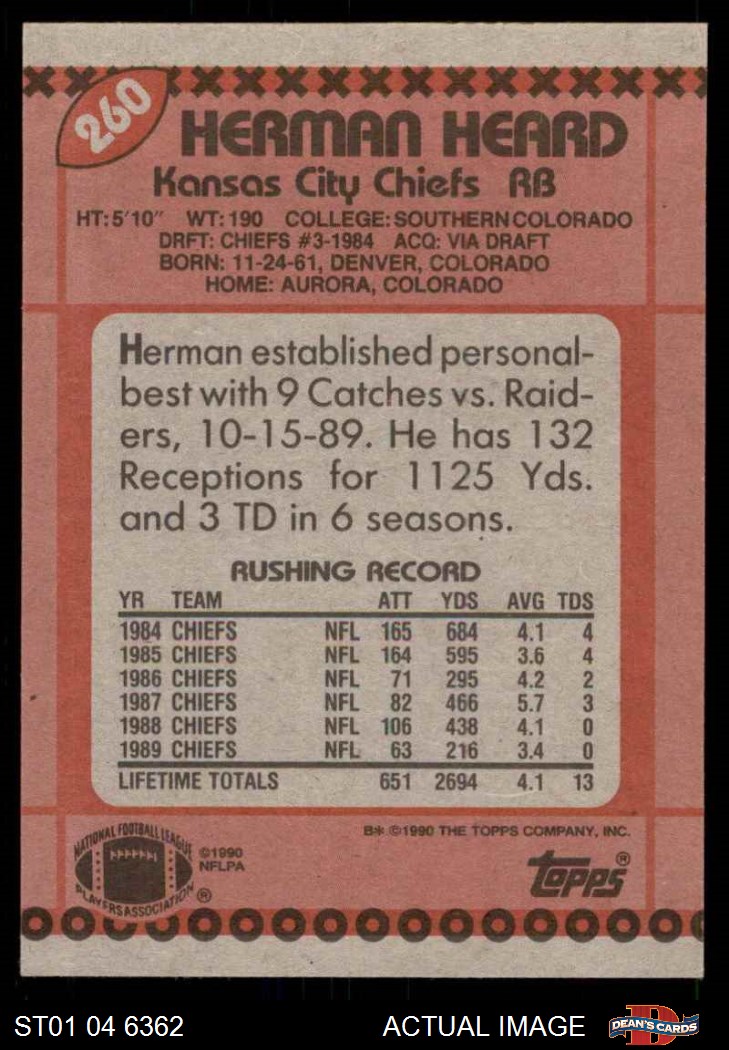 260
HERMAN HEARD
Kansas City Chiefs RB
HT: 5'10" WT: 190 COLLEGE: SOUTHERN COLORADO
DRFT: CHIEFS #3-1984 ACQ: VIA DRAFT
BORN: 11-24-61, DENVER, COLORADO
HOME: AURORA, COLORADO
Herman established personal-
best with 9 Catches vs. Raid-
ers, 10-15-89. He has 132
Receptions for 1125 Yds.
and 3 TD in 6 seasons.
RUSHING RECORD
YR TEAM ATT YDS AVG TDS
1984 CHIEFS NFL 165 684 4.1 4
1985 CHIEFS NFL 164 595 3.6 4
1986 CHIEFS NFL 71 295 4.2 2
1987 CHIEFS NFL 82 466 5.7 3
1988 CHIEFS NFL 106 438 4.1 0
1989 CHIEFS NFL 63 216 3.4 0
LIFETIME TOTALS 651 2694 4.1 13
B* ©1990 THE TOPPS COMPANY, INC.
NATIONAL FOOTBALL LEAGUE
PLAYERS ASSOCIATION ®
©1990
NFLPA
topps®
ST01 04 6362 ACTUAL IMAGE D DEAN'S CARDS